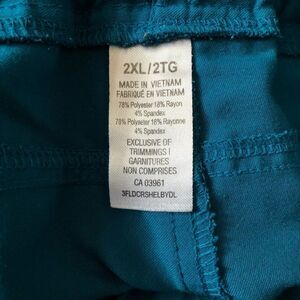 2XL/2TG
MADE IN VIETNAM
FABRIQUÉ EN VIETNAM
78% Polyester 18% Rayon
4% Spandex
78% Polyester 18% Rayonne
4% Spandex
EXCLUSIVE OF
TRIMMINGS |
GARNITURES
NON COMPRISES
CA 03961
3FLDCRSHELBYDL